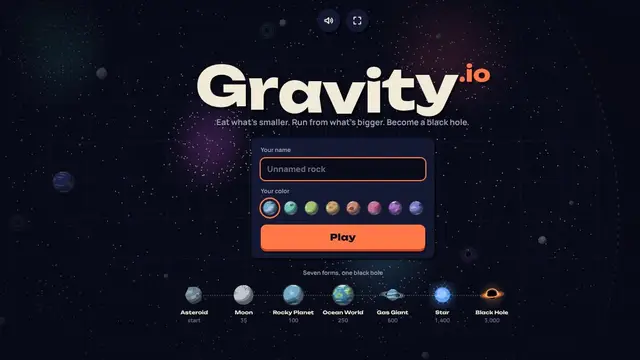 Gravity.io
Eat what's smaller. Run from what's bigger. Become a black hole.
Your name
Unnamed rock
Your color
Play
Seven forms, one black hole
Asteroid Moon Rocky Planet Ocean World Gas Giant Star Black Hole
start 35 100 250 600 1,400 3,000